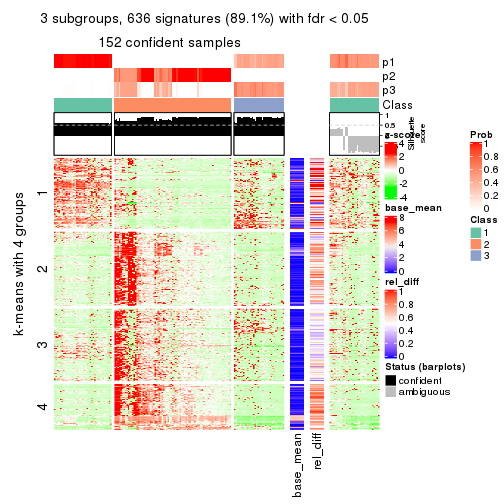 3 subgroups, 636 signatures (89.1%) with fdr < 0.05
152 confident samples
p1
p2
p3
Class
1
0.5
0
Silhouette
score
k-means with 4 groups
1
2
3
4
base_mean
rel_diff
z-score
4
2
0
-2
-4
base_mean
8
6
4
2
0
rel_diff
1
0.8
0.6
0.4
0.2
0
Status (barplots)
confident
ambiguous
Prob
1
0.8
0.6
0.4
0.2
0
Class
1
2
3